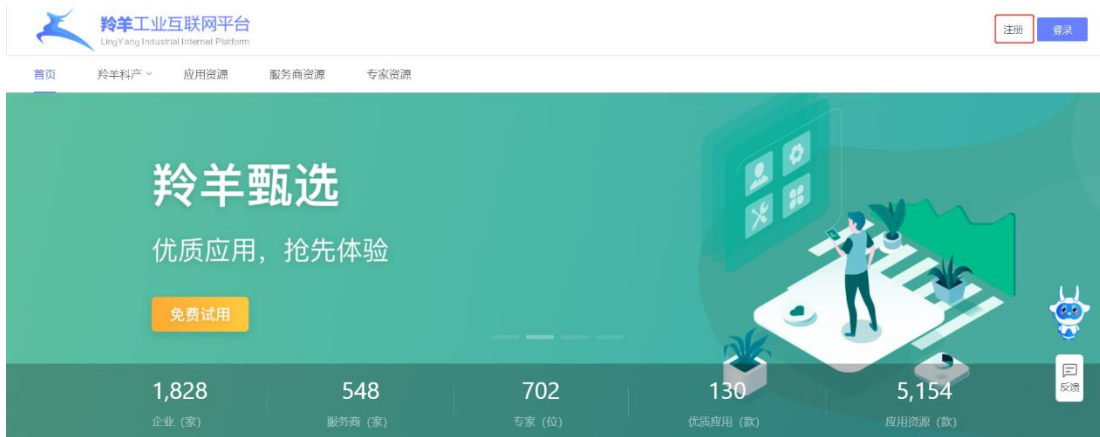 羚羊工业互联网平台
LingYang Industrial Internet Platform
注册
登录
首页
羚羊科产
应用资源
服务商资源
专家资源
羚羊甄选
优质应用，抢先体验
免费试用
反馈
1,828
548
702
130
5,154
企业（家）
服务商（家）
专家（位）
优质应用（款）
应用资源（款）